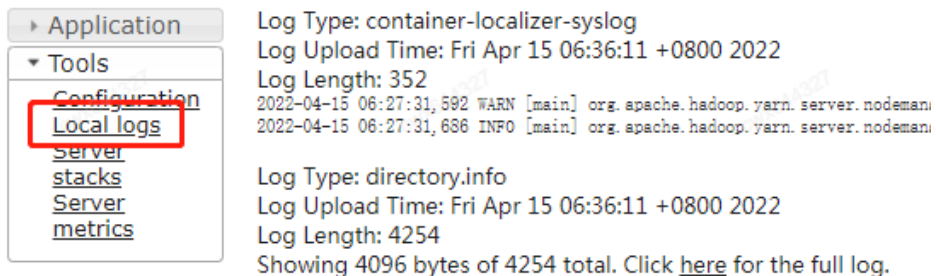 Application
Tools
Configuration
Local logs
Server
stacks
Server
metrics
Log Type: container-localizer-syslog
Log Upload Time: Fri Apr 15 06:36:11 +0800 2022
Log Length: 352
2022-04-15 06:27:31,592 WARN [main] org.apache.hadoop.yarn.server.nodemana
2022-04-15 06:27:31,686 INFO [main] org.apache.hadoop.yarn.server.nodemana
Log Type: directory.info
Log Upload Time: Fri Apr 15 06:36:11 +0800 2022
Log Length: 4254
Showing 4096 bytes of 4254 total. Click here for the full log.